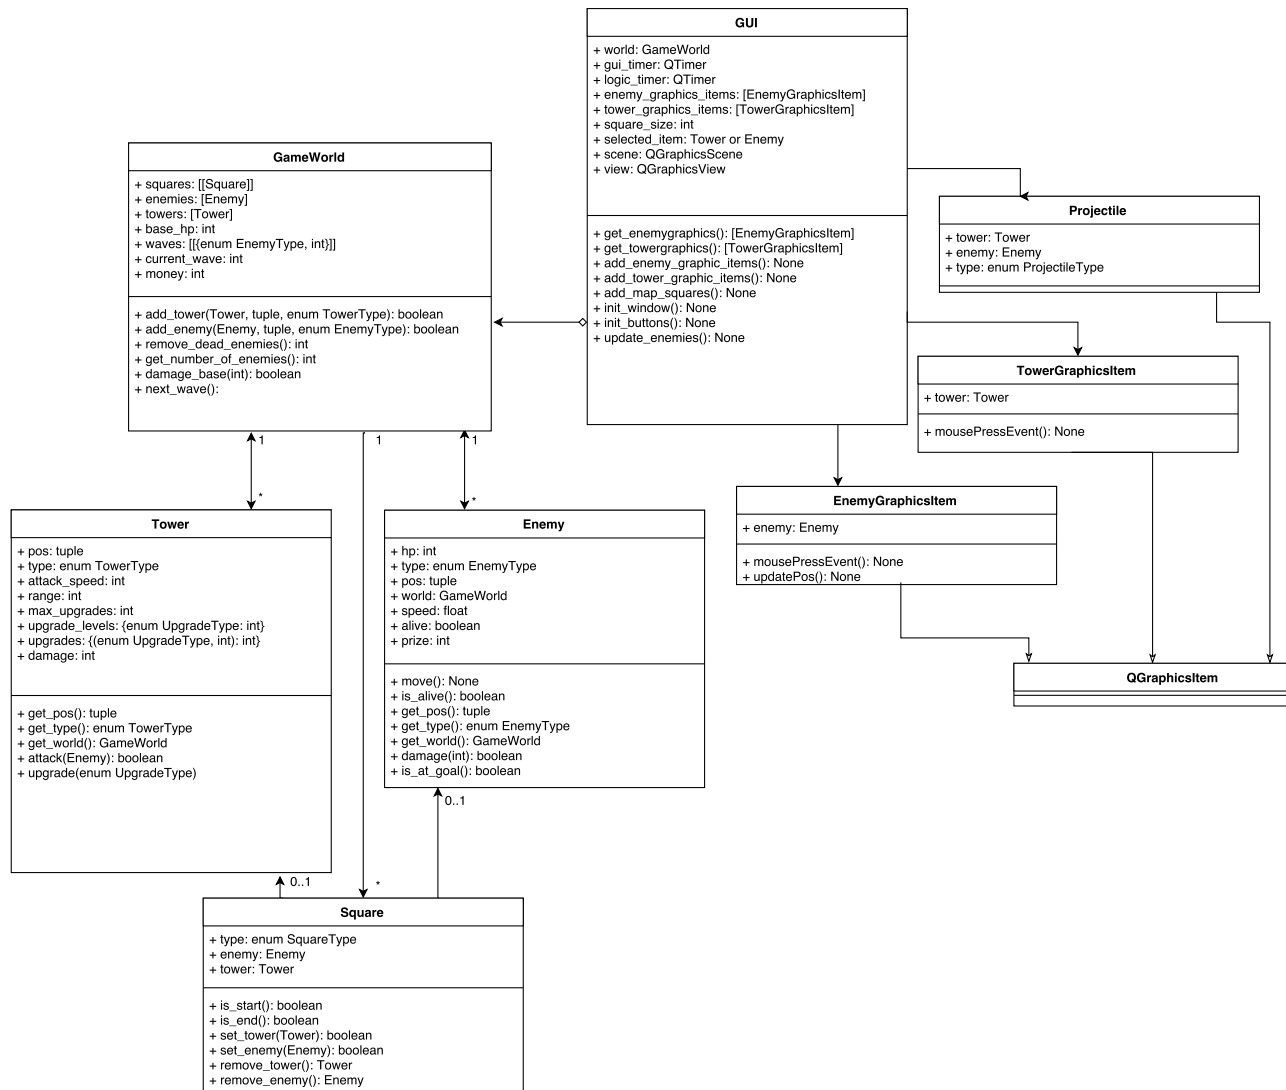 GUI
+ world: GameWorld
+ gui_timer: QTimer
+ logic_timer: QTimer
+ enemy_graphics_items: [EnemyGraphicsItem]
+ tower_graphics_items: [TowerGraphicsItem]
+ square_size: int
+ selected_item: Tower or Enemy
+ scene: QGraphicsScene
+ view: QGraphicsView
+ get_enemygraphics(): [EnemyGraphicsItem]
+ get_towergraphics(): [TowerGraphicsItem]
+ add_enemy_graphic_items(): None
+ add_tower_graphic_items(): None
+ add_map_squares(): None
+ init_window(): None
+ init_buttons(): None
+ update_enemies(): None
GameWorld
+ squares: [[Square]]
+ enemies: [Enemy]
+ towers: [Tower]
+ base_hp: int
+ waves: [[{enum EnemyType, int}]]
+ current_wave: int
+ money: int
+ add_tower(Tower, tuple, enum TowerType): boolean
+ add_enemy(Enemy, tuple, enum EnemyType): boolean
+ remove_dead_enemies(): int
+ get_number_of_enemies(): int
+ damage_base(int): boolean
+ next_wave():
Projectile
+ tower: Tower
+ enemy: Enemy
+ type: enum ProjectileType
TowerGraphicsItem
+ tower: Tower
+ mousePressEvent(): None
1
*
1
*
1
*
EnemyGraphicsItem
+ enemy: Enemy
+ mousePressEvent(): None
+ updatePos(): None
QGraphicsItem
Tower
+ pos: tuple
+ type: enum TowerType
+ attack_speed: int
+ range: int
+ max_upgrades: int
+ upgrade_levels: {enum UpgradeType: int}
+ upgrades: {(enum UpgradeType, int): int}
+ damage: int
+ get_pos(): tuple
+ get_type(): enum TowerType
+ get_world(): GameWorld
+ attack(Enemy): boolean
+ upgrade(enum UpgradeType)
Enemy
+ hp: int
+ type: enum EnemyType
+ pos: tuple
+ world: GameWorld
+ speed: float
+ alive: boolean
+ prize: int
+ move(): None
+ is_alive(): boolean
+ get_pos(): tuple
+ get_type(): enum EnemyType
+ get_world(): GameWorld
+ damage(int): boolean
+ is_at_goal(): boolean
0..1
0..1
Square
+ type: enum SquareType
+ enemy: Enemy
+ tower: Tower
+ is_start(): boolean
+ is_end(): boolean
+ set_tower(Tower): boolean
+ set_enemy(Enemy): boolean
+ remove_tower(): Tower
+ remove_enemy(): Enemy